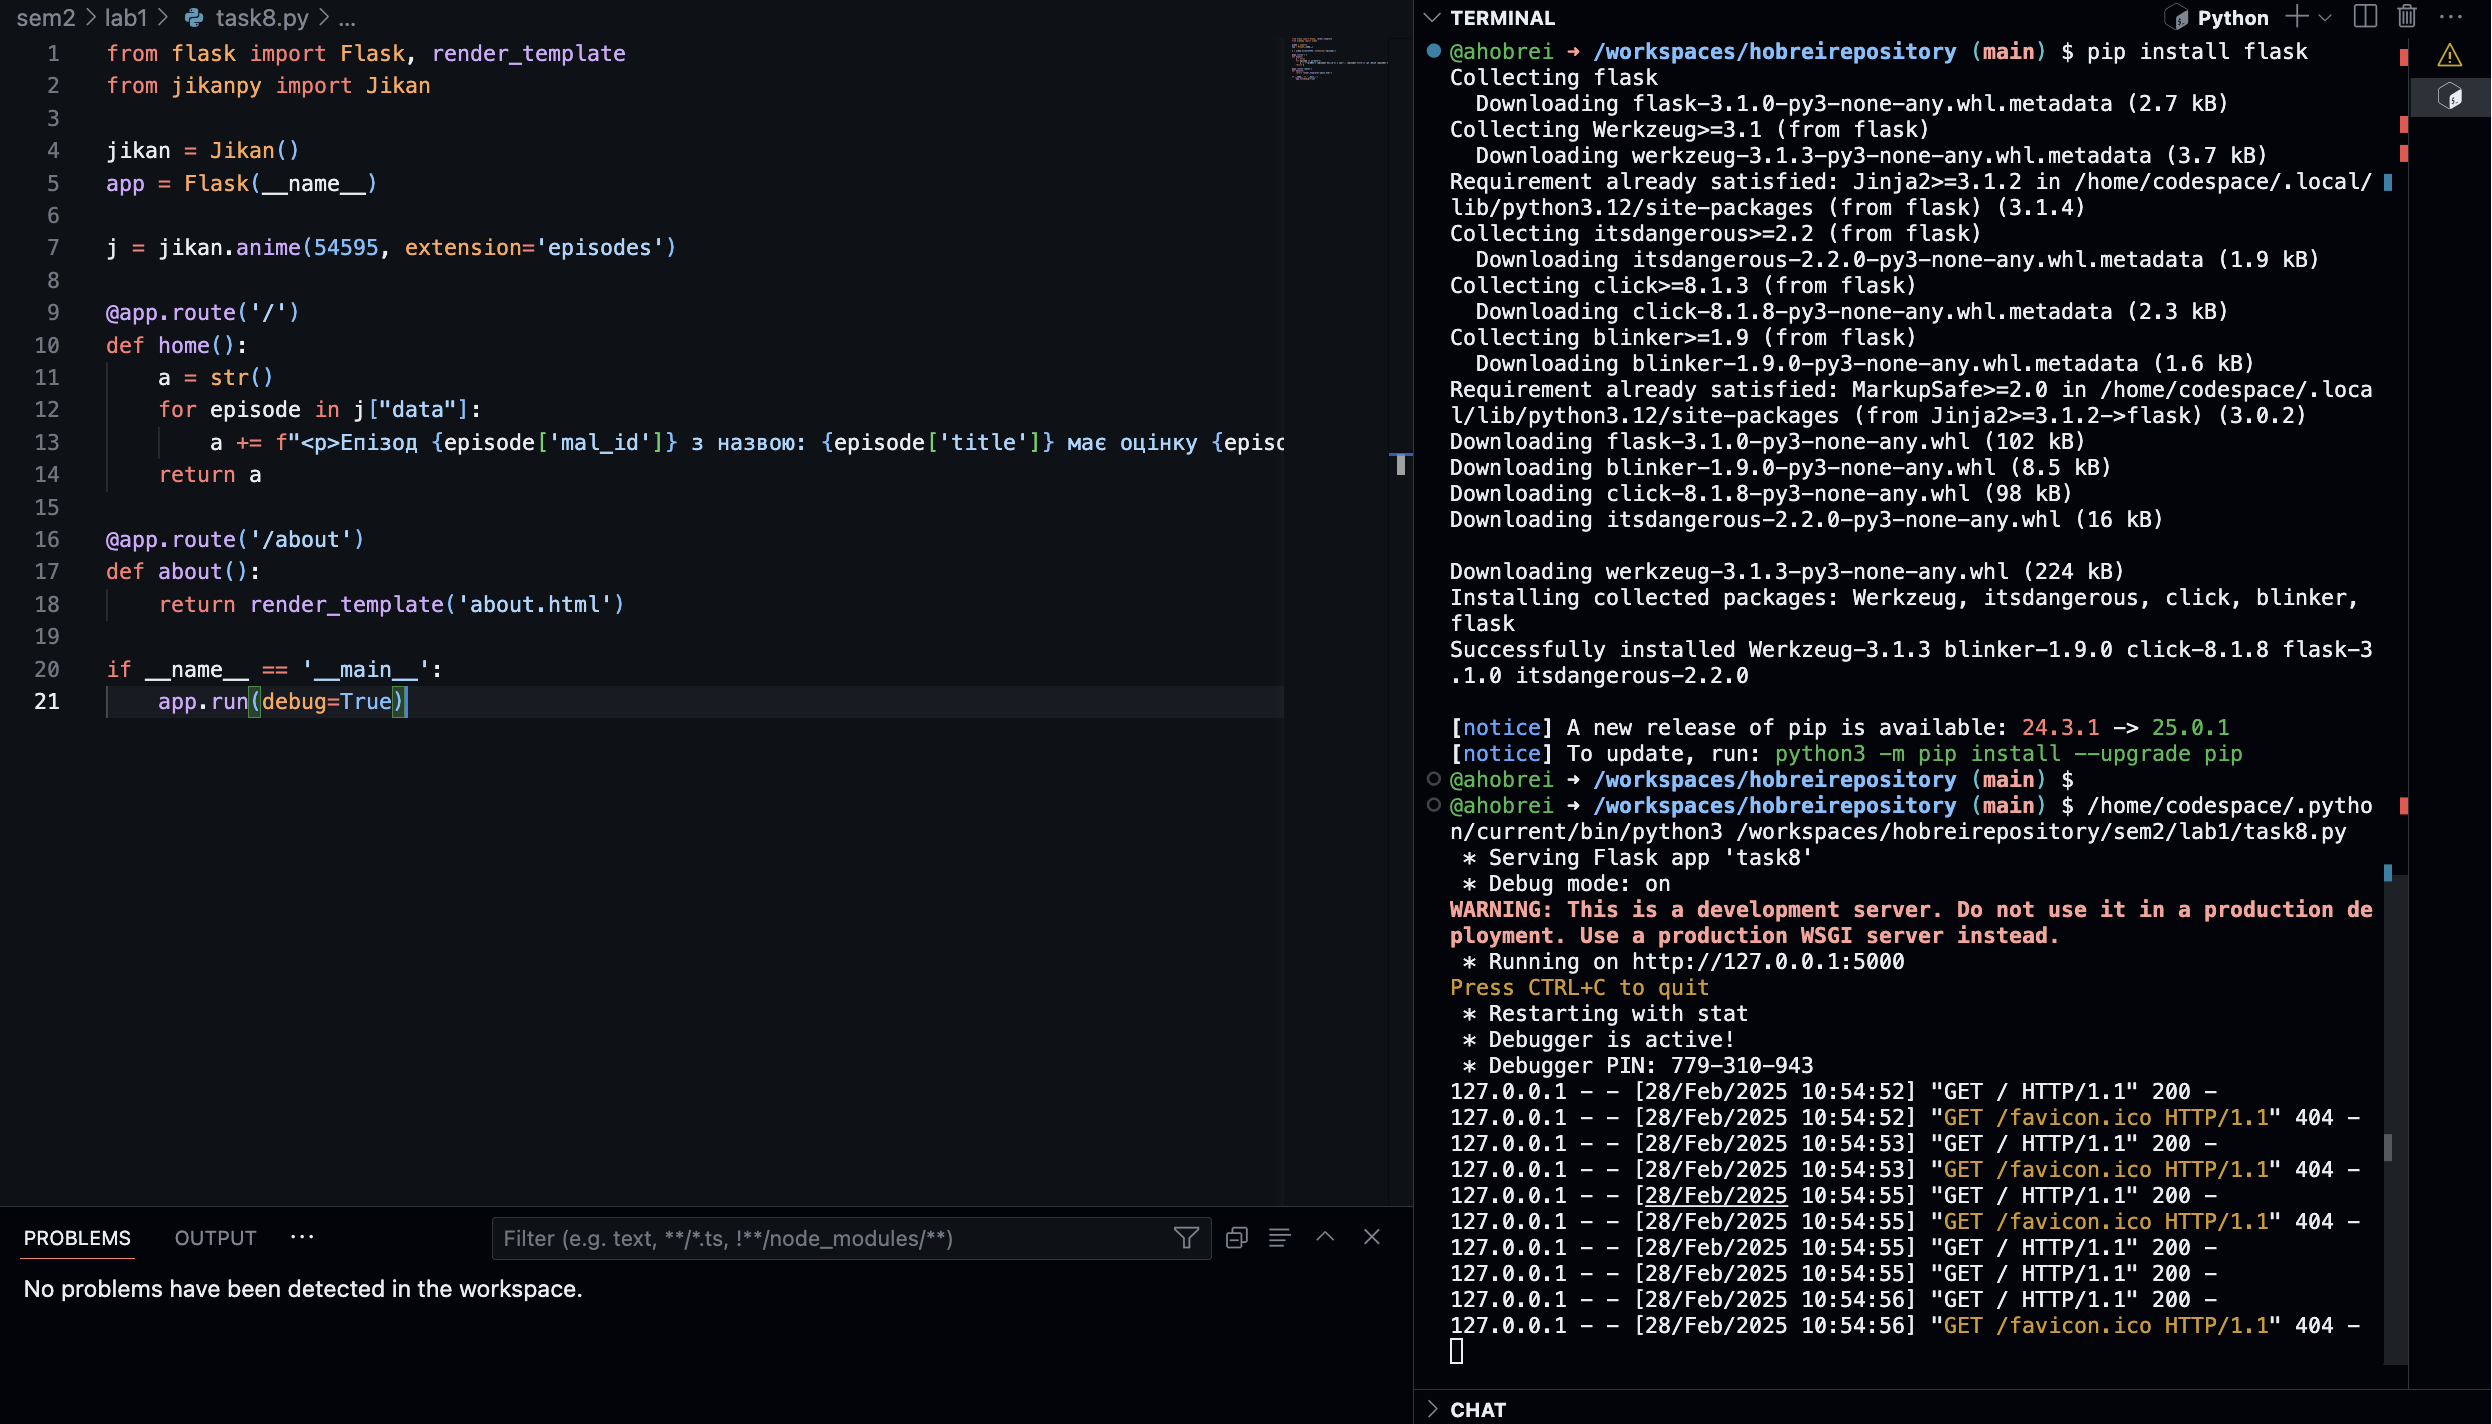 sem2 > lab1 > task8.py > ...
1 from flask import Flask, render_template
2 from jikanpy import Jikan
3
4 jikan = Jikan()
5 app = Flask(__name__)
6
7 j = jikan.anime(54595, extension='episodes')
8
9 @app.route('/')
10 def home():
11     a = str()
12     for episode in j["data"]:
13         a += f"<p>Епізод {episode['mal_id']} з назвою: {episode['title']} має оцінку {episo
14     return a
15
16 @app.route('/about')
17 def about():
18     return render_template('about.html')
19
20 if __name__ == '__main__':
21     app.run(debug=True)
PROBLEMS OUTPUT ...
Filter (e.g. text, **/*.ts, !**/node_modules/**)
No problems have been detected in the workspace.
TERMINAL
Python
@ahobrei → /workspaces/hobreirepository (main) $ pip install flask
Collecting flask
  Downloading flask-3.1.0-py3-none-any.whl.metadata (2.7 kB)
Collecting Werkzeug>=3.1 (from flask)
  Downloading werkzeug-3.1.3-py3-none-any.whl.metadata (3.7 kB)
Requirement already satisfied: Jinja2>=3.1.2 in /home/codespace/.local/
lib/python3.12/site-packages (from flask) (3.1.4)
Collecting itsdangerous>=2.2 (from flask)
  Downloading itsdangerous-2.2.0-py3-none-any.whl.metadata (1.9 kB)
Collecting click>=8.1.3 (from flask)
  Downloading click-8.1.8-py3-none-any.whl.metadata (2.3 kB)
Collecting blinker>=1.9 (from flask)
  Downloading blinker-1.9.0-py3-none-any.whl.metadata (1.6 kB)
Requirement already satisfied: MarkupSafe>=2.0 in /home/codespace/.loca
l/lib/python3.12/site-packages (from Jinja2>=3.1.2->flask) (3.0.2)
Downloading flask-3.1.0-py3-none-any.whl (102 kB)
Downloading blinker-1.9.0-py3-none-any.whl (8.5 kB)
Downloading click-8.1.8-py3-none-any.whl (98 kB)
Downloading itsdangerous-2.2.0-py3-none-any.whl (16 kB)
Downloading werkzeug-3.1.3-py3-none-any.whl (224 kB)
Installing collected packages: Werkzeug, itsdangerous, click, blinker,
flask
Successfully installed Werkzeug-3.1.3 blinker-1.9.0 click-8.1.8 flask-3
.1.0 itsdangerous-2.2.0
[notice] A new release of pip is available: 24.3.1 -> 25.0.1
[notice] To update, run: python3 -m pip install --upgrade pip
@ahobrei → /workspaces/hobreirepository (main) $
@ahobrei → /workspaces/hobreirepository (main) $ /home/codespace/.pytho
n/current/bin/python3 /workspaces/hobreirepository/sem2/lab1/task8.py
 * Serving Flask app 'task8'
 * Debug mode: on
WARNING: This is a development server. Do not use it in a production de
ployment. Use a production WSGI server instead.
 * Running on http://127.0.0.1:5000
Press CTRL+C to quit
 * Restarting with stat
 * Debugger is active!
 * Debugger PIN: 779-310-943
127.0.0.1 - - [28/Feb/2025 10:54:52] "GET / HTTP/1.1" 200 -
127.0.0.1 - - [28/Feb/2025 10:54:52] "GET /favicon.ico HTTP/1.1" 404 -
127.0.0.1 - - [28/Feb/2025 10:54:53] "GET / HTTP/1.1" 200 -
127.0.0.1 - - [28/Feb/2025 10:54:53] "GET /favicon.ico HTTP/1.1" 404 -
127.0.0.1 - - [28/Feb/2025 10:54:55] "GET / HTTP/1.1" 200 -
127.0.0.1 - - [28/Feb/2025 10:54:55] "GET /favicon.ico HTTP/1.1" 404 -
127.0.0.1 - - [28/Feb/2025 10:54:55] "GET / HTTP/1.1" 200 -
127.0.0.1 - - [28/Feb/2025 10:54:55] "GET / HTTP/1.1" 200 -
127.0.0.1 - - [28/Feb/2025 10:54:56] "GET / HTTP/1.1" 200 -
127.0.0.1 - - [28/Feb/2025 10:54:56] "GET /favicon.ico HTTP/1.1" 404 -
CHAT